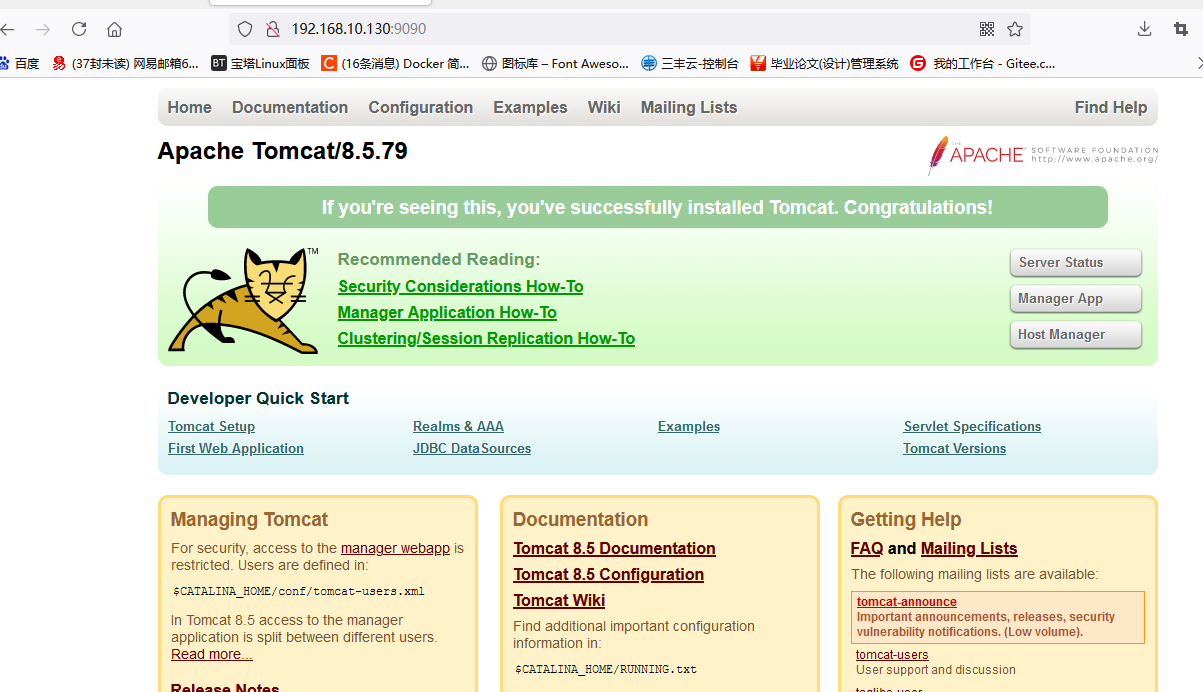 192.168.10.130:9090
百度 (37封未读) 网易邮箱6... BT 宝塔Linux面板 C (16条消息) Docker 简... 图标库 – Font Aweso... 三丰云-控制台 毕业论文(设计)管理系统 G 我的工作台 - Gitee.c...
Home Documentation Configuration Examples Wiki Mailing Lists Find Help
Apache Tomcat/8.5.79
THE APACHE SOFTWARE FOUNDATION
http://www.apache.org/
If you're seeing this, you've successfully installed Tomcat. Congratulations!
TM
Recommended Reading:
Security Considerations How-To
Manager Application How-To
Clustering/Session Replication How-To
Server Status
Manager App
Host Manager
Developer Quick Start
Tomcat Setup
First Web Application
Realms & AAA
JDBC DataSources
Examples
Servlet Specifications
Tomcat Versions
Managing Tomcat
For security, access to the manager webapp is
restricted. Users are defined in:
$CATALINA_HOME/conf/tomcat-users.xml
In Tomcat 8.5 access to the manager
application is split between different users.
Read more...
Release Notes
Documentation
Tomcat 8.5 Documentation
Tomcat 8.5 Configuration
Tomcat Wiki
Find additional important configuration
information in:
$CATALINA_HOME/RUNNING.txt
Getting Help
FAQ and Mailing Lists
The following mailing lists are available:
tomcat-announce
Important announcements, releases, security
vulnerability notifications. (Low volume).
tomcat-users
User support and discussion
taglibs-user